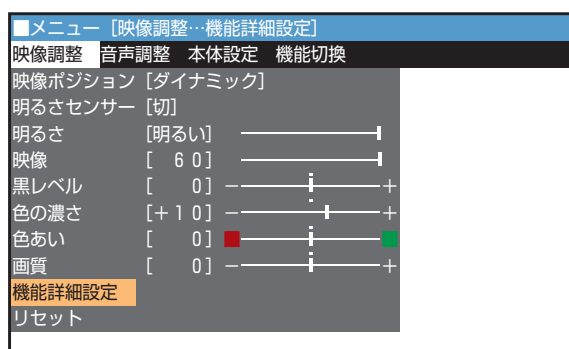 ■メニュー［映像調整…機能詳細設定］
映像調整 音声調整 本体設定 機能切換
映像ポジション［ダイナミック］
明るさセンサー［切］
明るさ［明るい］
映像［ 60］
黒レベル［ 0］－ ＋
色の濃さ［＋10］－ ＋
色あい［ 0］
画質［ 0］－ ＋
機能詳細設定
リセット